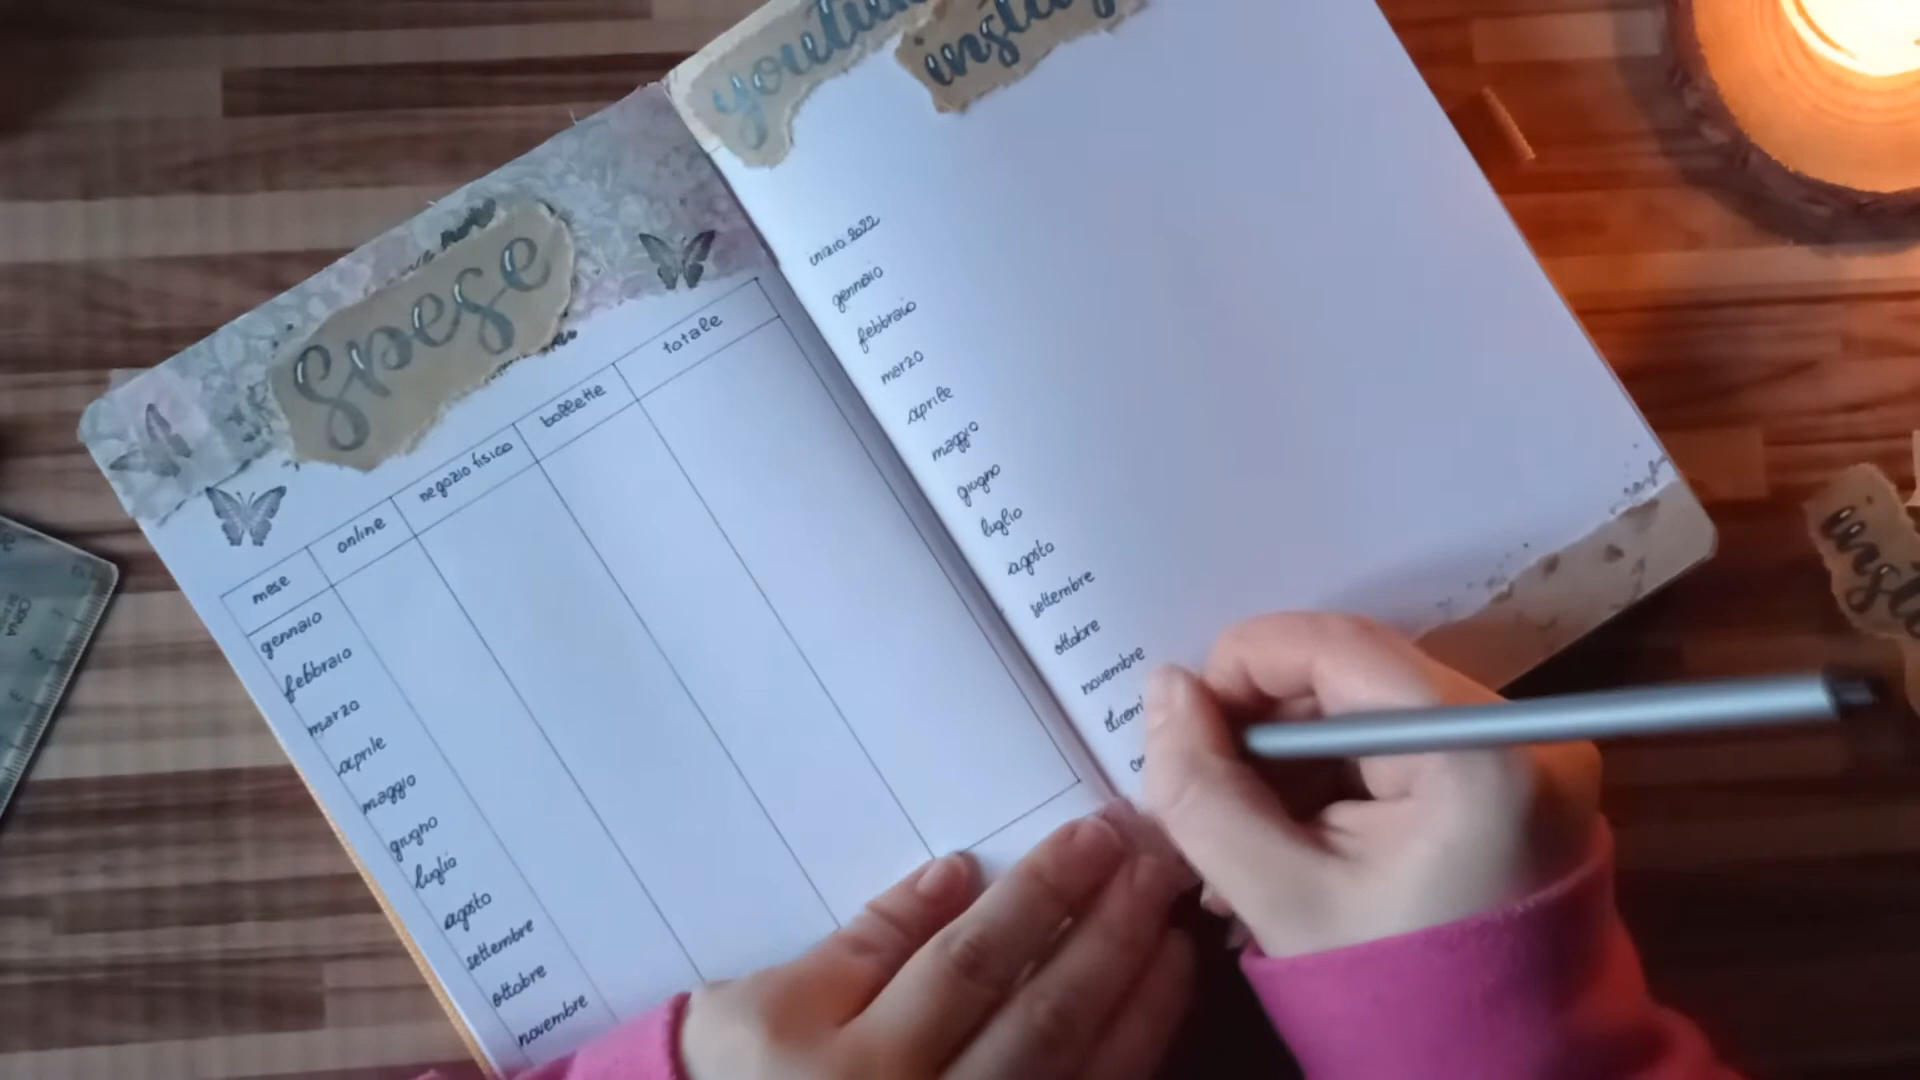 Spese
mese online negozio fisico bollette totale
gennaio
febbraio
marzo
aprile
maggio
giugno
luglio
agosto
settembre
ottobre
novembre
inizio 2022
gennaio
febbraio
marzo
aprile
maggio
giugno
luglio
agosto
settembre
ottobre
novembre